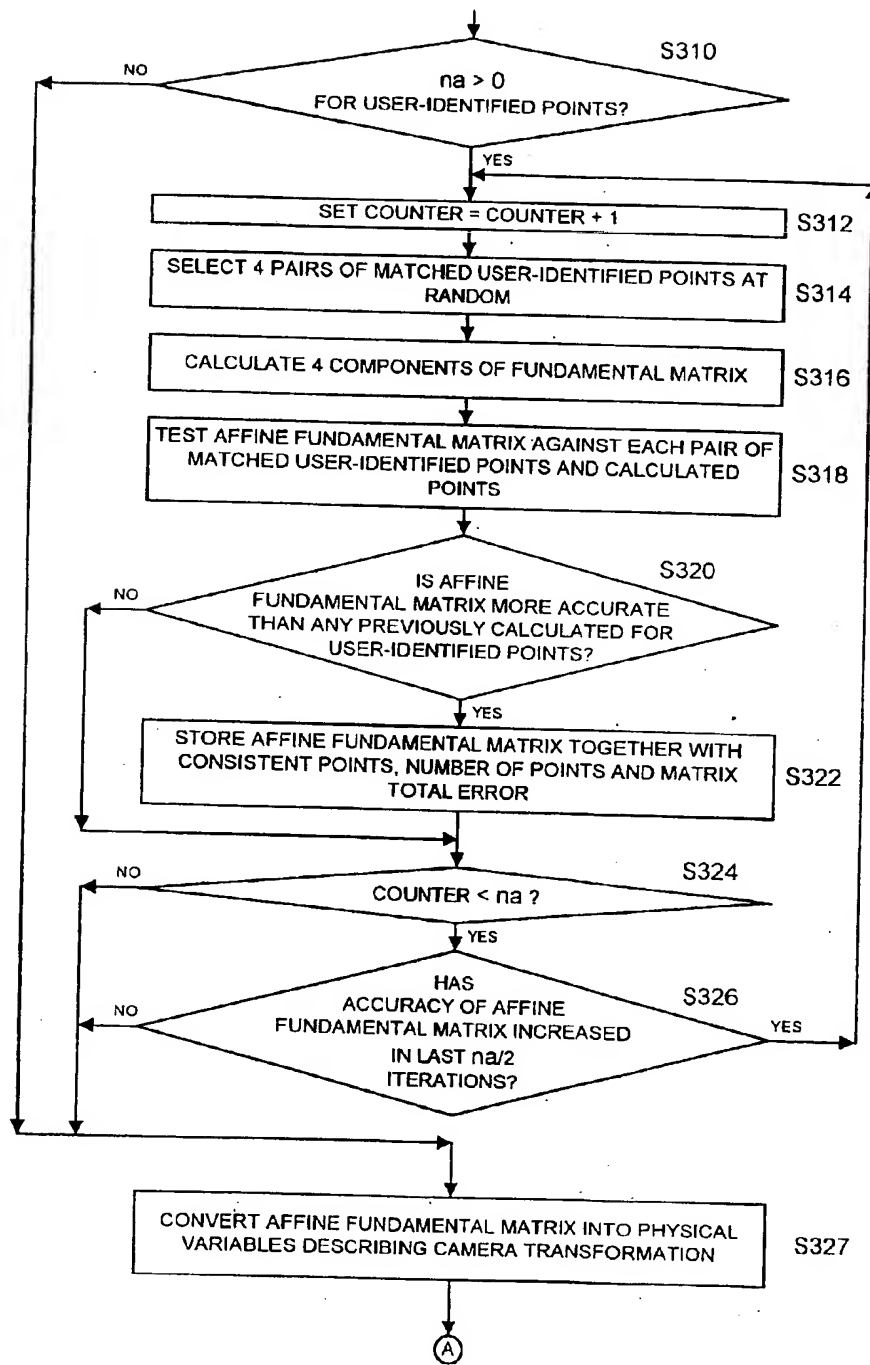 S310
NO
na > 0
FOR USER-IDENTIFIED POINTS?
YES
SET COUNTER = COUNTER + 1
S312
SELECT 4 PAIRS OF MATCHED USER-IDENTIFIED POINTS AT
RANDOM
S314
CALCULATE 4 COMPONENTS OF FUNDAMENTAL MATRIX
S316
TEST AFFINE FUNDAMENTAL MATRIX AGAINST EACH PAIR OF
MATCHED USER-IDENTIFIED POINTS AND CALCULATED
POINTS
S318
S320
NO
IS AFFINE
FUNDAMENTAL MATRIX MORE ACCURATE
THAN ANY PREVIOUSLY CALCULATED FOR
USER-IDENTIFIED POINTS?
YES
STORE AFFINE FUNDAMENTAL MATRIX TOGETHER WITH
CONSISTENT POINTS, NUMBER OF POINTS AND MATRIX
TOTAL ERROR
S322
S324
NO
COUNTER < na ?
YES
S326
HAS
ACCURACY OF AFFINE
FUNDAMENTAL MATRIX INCREASED
IN LAST na/2
ITERATIONS?
NO
YES
CONVERT AFFINE FUNDAMENTAL MATRIX INTO PHYSICAL
VARIABLES DESCRIBING CAMERA TRANSFORMATION
S327
A